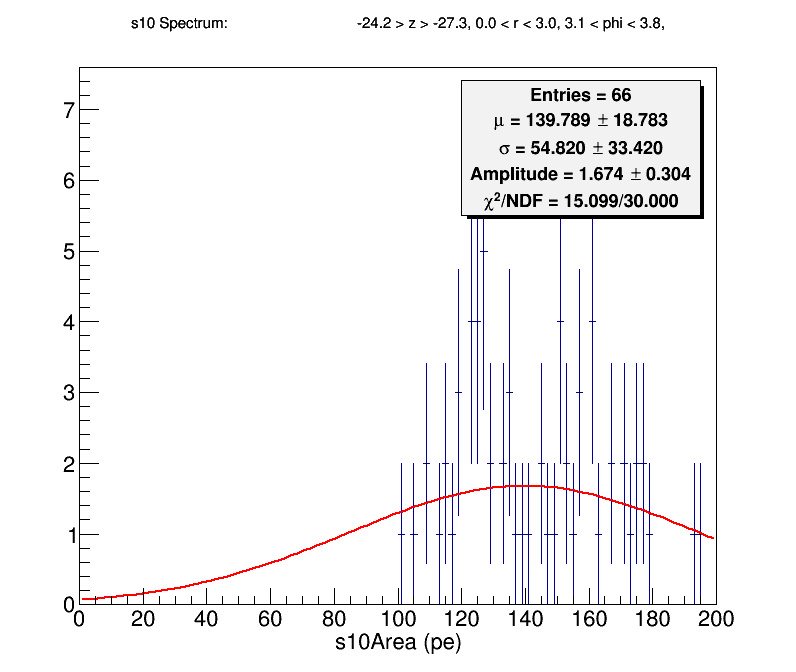 s10 Spectrum: -24.2 > z > -27.3, 0.0 < r < 3.0, 3.1 < phi < 3.8,
Entries = 66
μ = 139.789 ± 18.783
σ = 54.820 ± 33.420
Amplitude = 1.674 ± 0.304
χ²/NDF = 15.099/30.000
7
6
5
4
3
2
1
0
0 20 40 60 80 100 120 140 160 180 200
s10Area (pe)